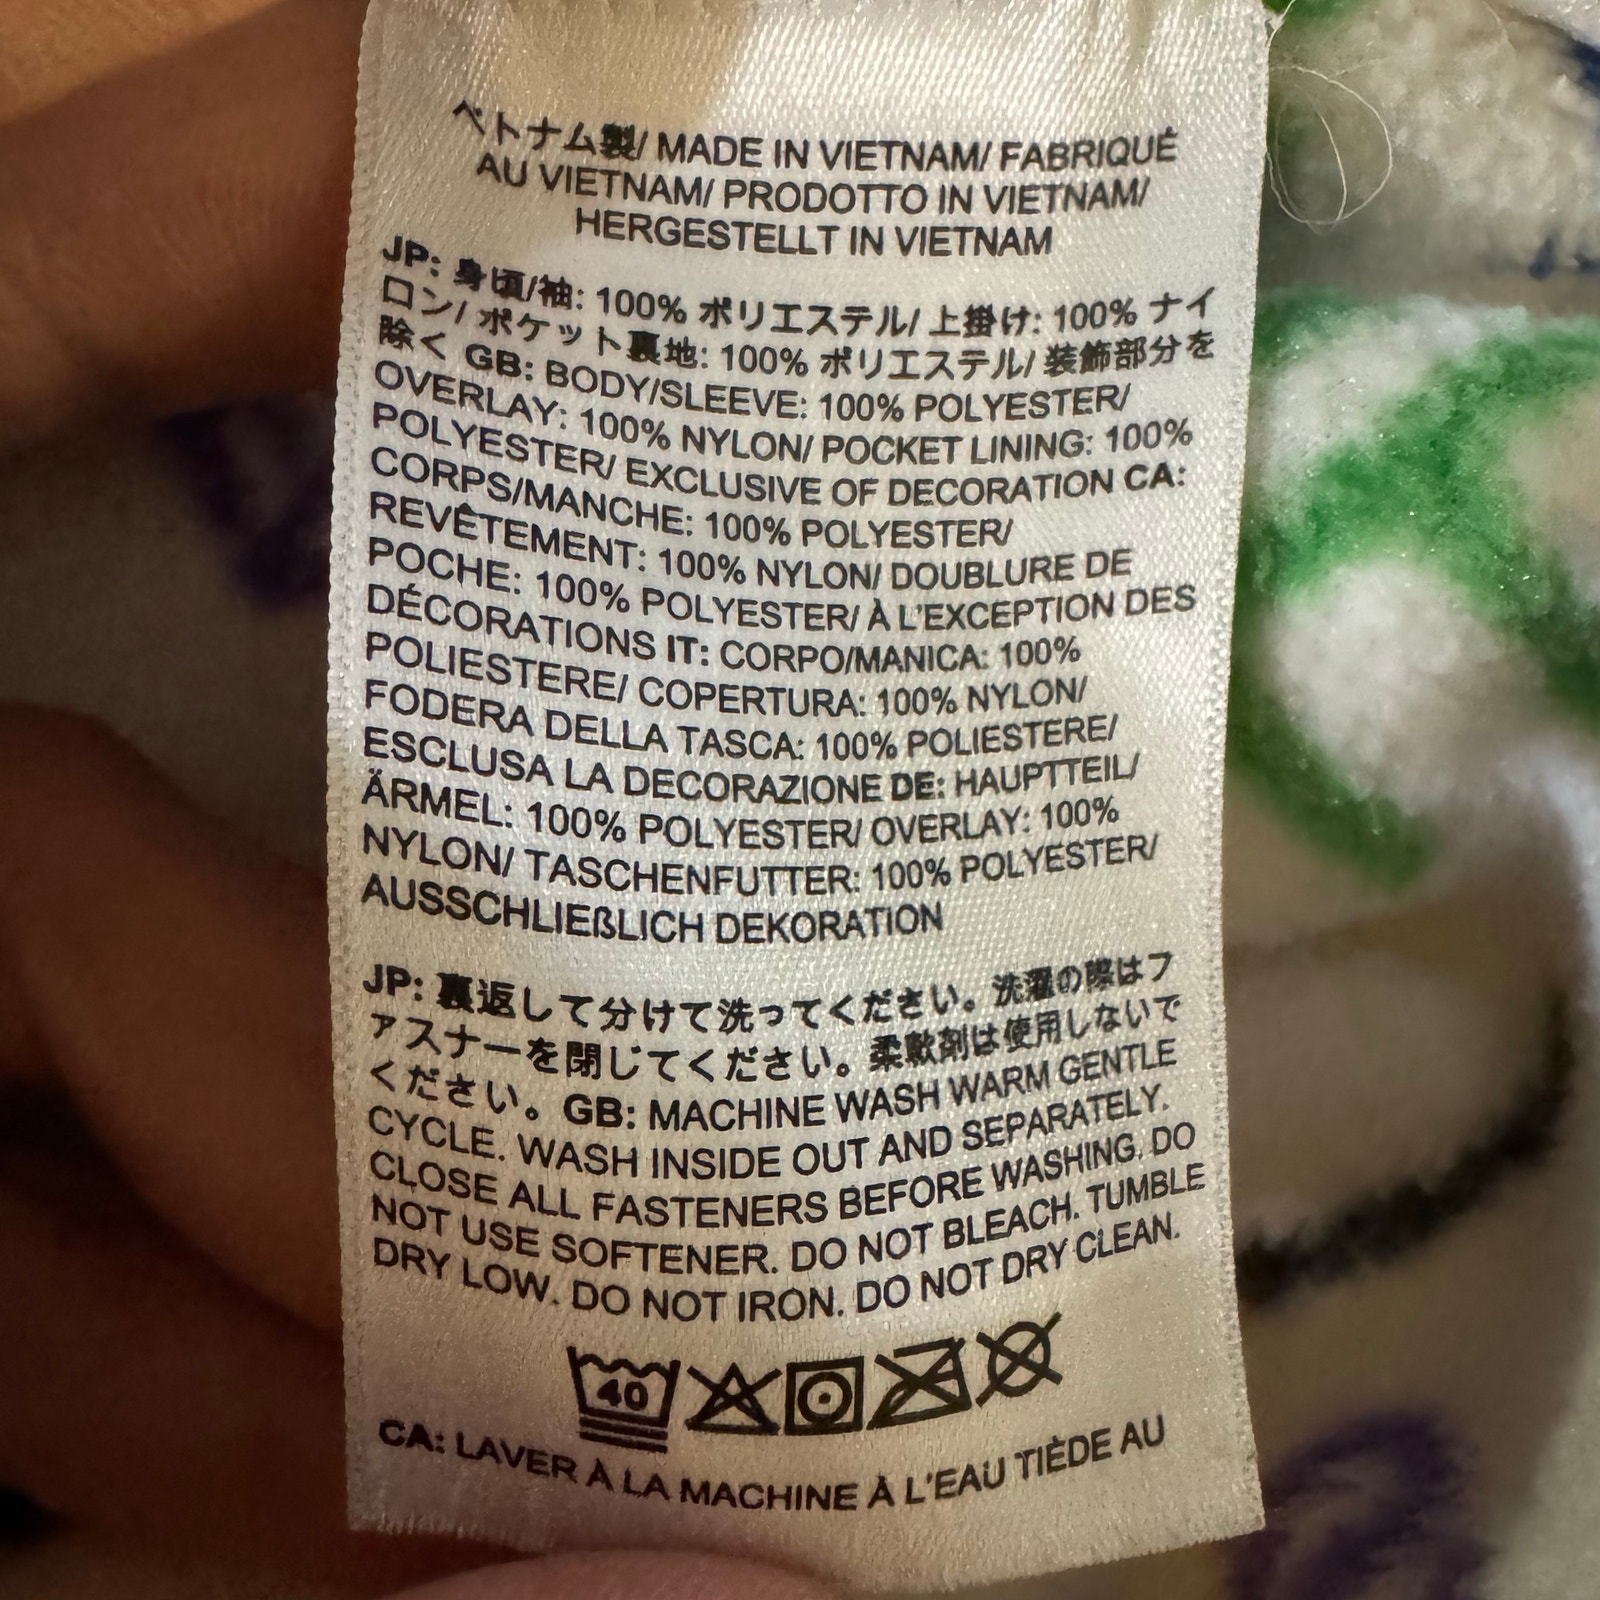 ベトナム製/ MADE IN VIETNAM/ FABRIQUÉ
AU VIETNAM/ PRODOTTO IN VIETNAM/
HERGESTELLT IN VIETNAM
JP: 身頃/袖: 100% ポリエステル/ 上掛け: 100% ナイ
ロン/ ポケット裏地: 100% ポリエステル/ 装飾部分を
除く GB: BODY/SLEEVE: 100% POLYESTER/
OVERLAY: 100% NYLON/ POCKET LINING: 100%
POLYESTER/ EXCLUSIVE OF DECORATION CA:
CORPS/MANCHE: 100% POLYESTER/
REVÊTEMENT: 100% NYLON/ DOUBLURE DE
POCHE: 100% POLYESTER/ À L'EXCEPTION DES
DÉCORATIONS IT: CORPO/MANICA: 100%
POLIESTERE/ COPERTURA: 100% NYLON/
FODERA DELLA TASCA: 100% POLIESTERE/
ESCLUSA LA DECORAZIONE DE: HAUPTTEIL/
ÄRMEL: 100% POLYESTER/ OVERLAY: 100%
NYLON/ TASCHENFUTTER: 100% POLYESTER/
AUSSCHLIEßLICH DEKORATION
JP: 裏返して分けて洗ってください。洗濯の際はフ
ァスナーを閉じてください。柔軟剤は使用しないで
ください。GB: MACHINE WASH WARM GENTLE
CYCLE. WASH INSIDE OUT AND SEPARATELY.
CLOSE ALL FASTENERS BEFORE WASHING. DO
NOT USE SOFTENER. DO NOT BLEACH. TUMBLE
DRY LOW. DO NOT IRON. DO NOT DRY CLEAN.
40
CA: LAVER À LA MACHINE À L'EAU TIÈDE AU